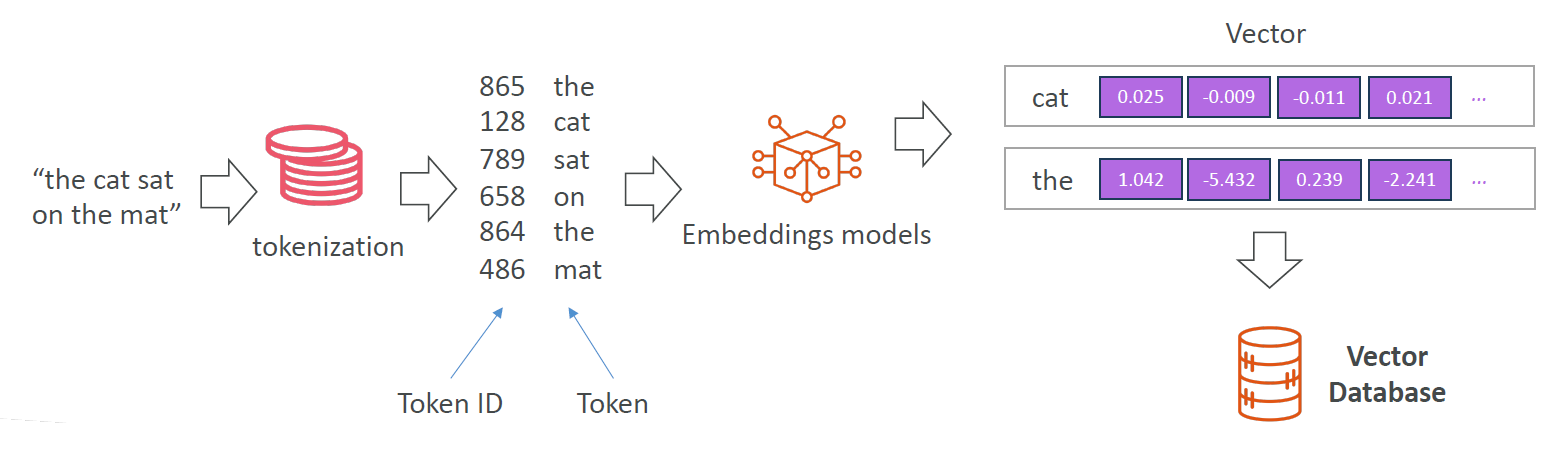 “the cat sat
on the mat”
tokenization
865 the
128 cat
789 sat
658 on
864 the
486 mat
Token ID
Token
Embeddings models
Vector
cat 0.025 -0.009 -0.011 0.021 ...
the 1.042 -5.432 0.239 -2.241 ...
Vector
Database